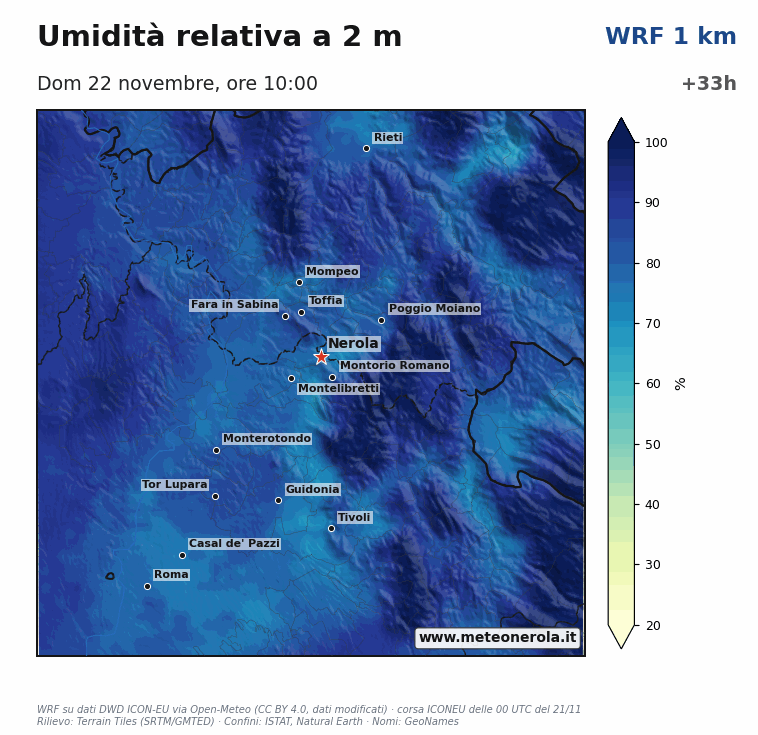 Umidità relativa a 2 m
WRF 1 km
Dom 22 novembre, ore 10:00
+33h
Rieti
Mompeo
Fara in Sabina
Toffia
Poggio Moiano
Nerola
Montorio Romano
Montelibretti
Monterotondo
Tor Lupara
Guidonia
Tivoli
Casal de' Pazzi
Roma
www.meteonerola.it
100
90
80
70
60
50
40
30
20
%
WRF su dati DWD ICON-EU via Open-Meteo (CC BY 4.0, dati modificati) · corsa ICONEU delle 00 UTC del 21/11
Rilievo: Terrain Tiles (SRTM/GMTED) · Confini: ISTAT, Natural Earth · Nomi: GeoNames